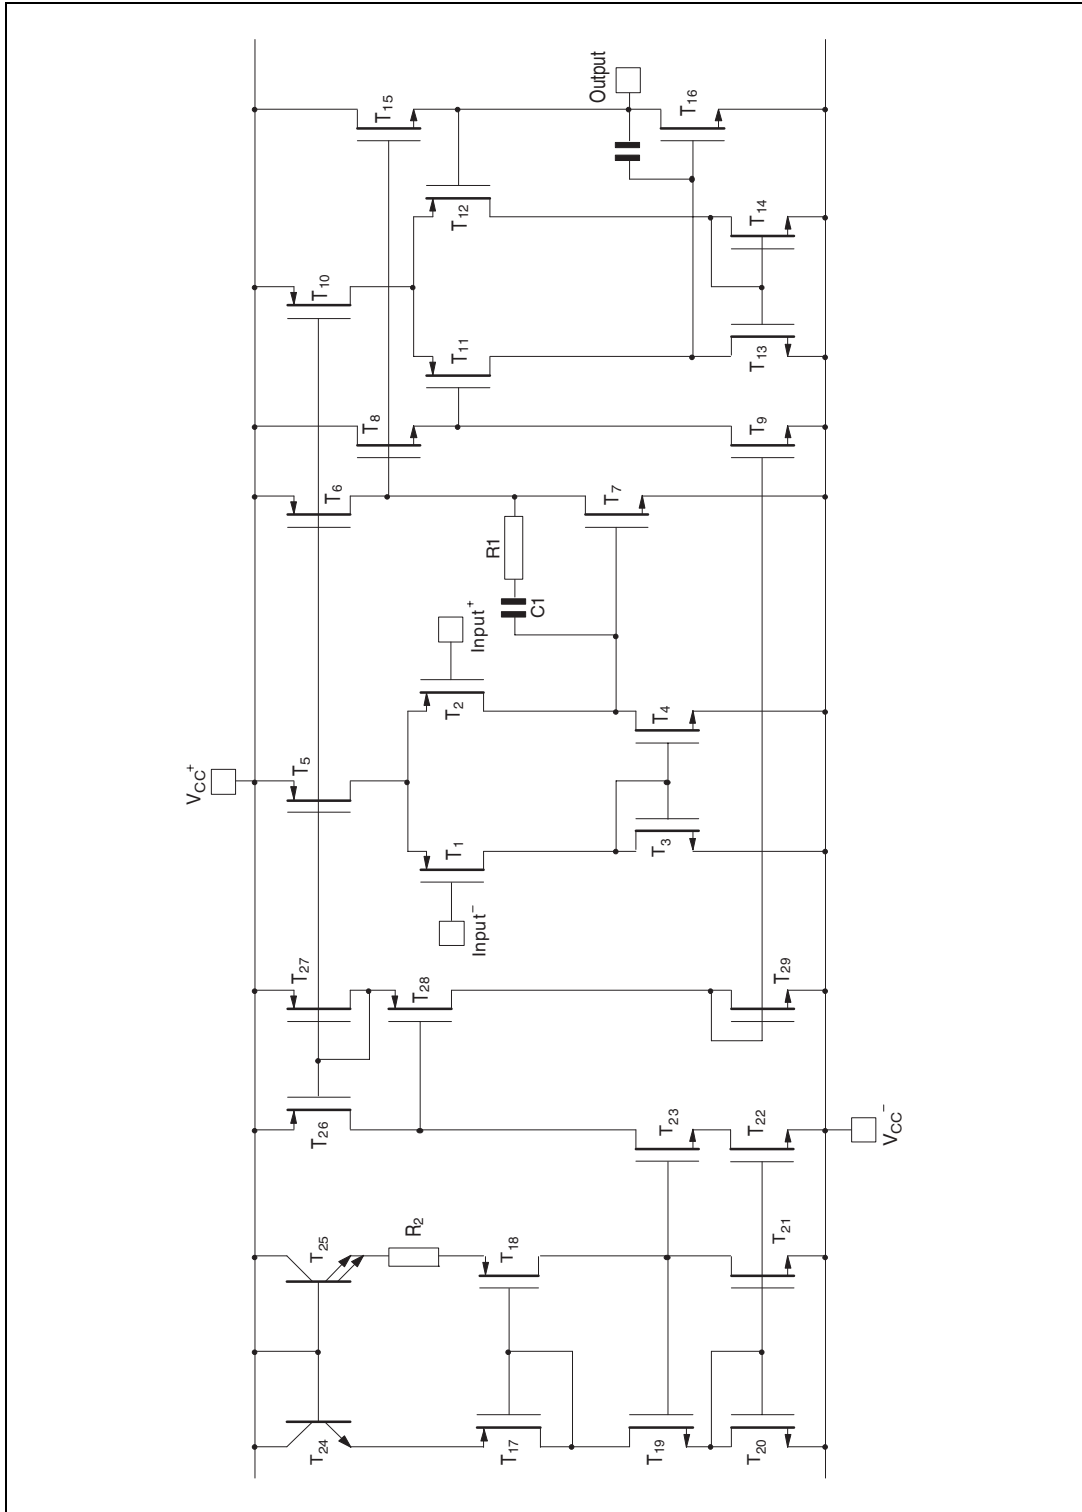 Output
T15
T16
T12
T14
T10
T11
T13
T8
T9
T6
T7
R1
C1
Input+
T2
T4
VCC+
T5
T1
T3
Input−
T27
T28
T29
T26
T23
T22
VCC−
T25
R2
T18
T21
T24
T17
T19
T20